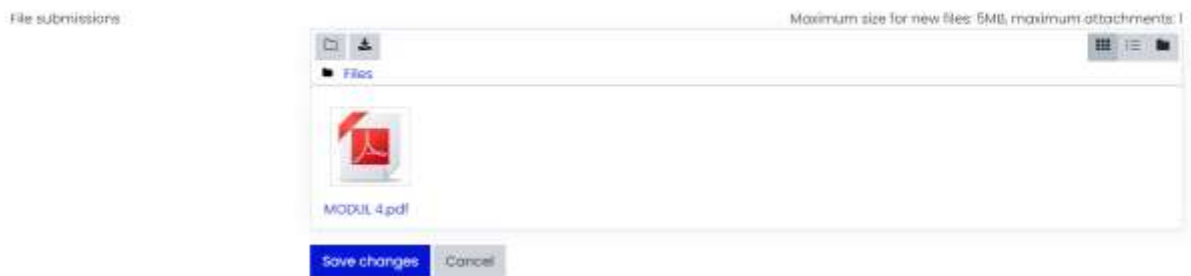 File submissions
Maximum size for new files: 5MB, maximum attachments: 1
Files
MODUL 4.pdf
Save changes
Cancel